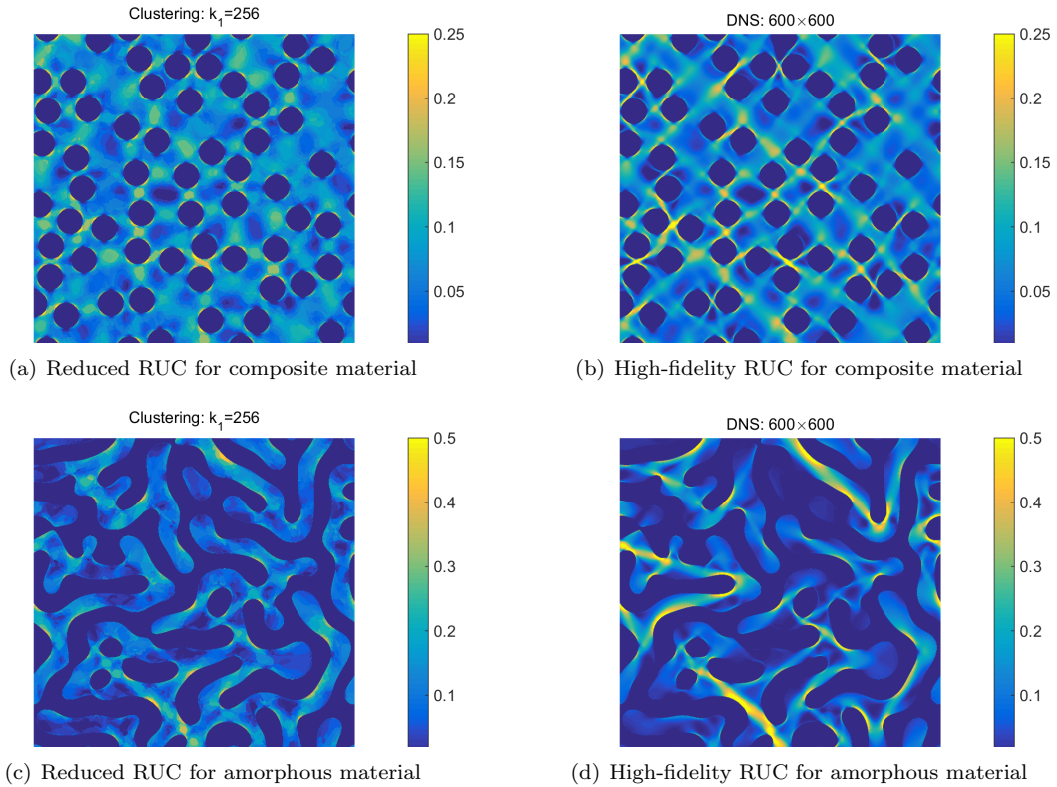 Clustering: k1=256
0.25
0.2
0.15
0.1
0.05
DNS: 600×600
0.25
0.2
0.15
0.1
0.05
(a) Reduced RUC for composite material
(b) High-fidelity RUC for composite material
Clustering: k1=256
0.5
0.4
0.3
0.2
0.1
DNS: 600×600
0.5
0.4
0.3
0.2
0.1
(c) Reduced RUC for amorphous material
(d) High-fidelity RUC for amorphous material